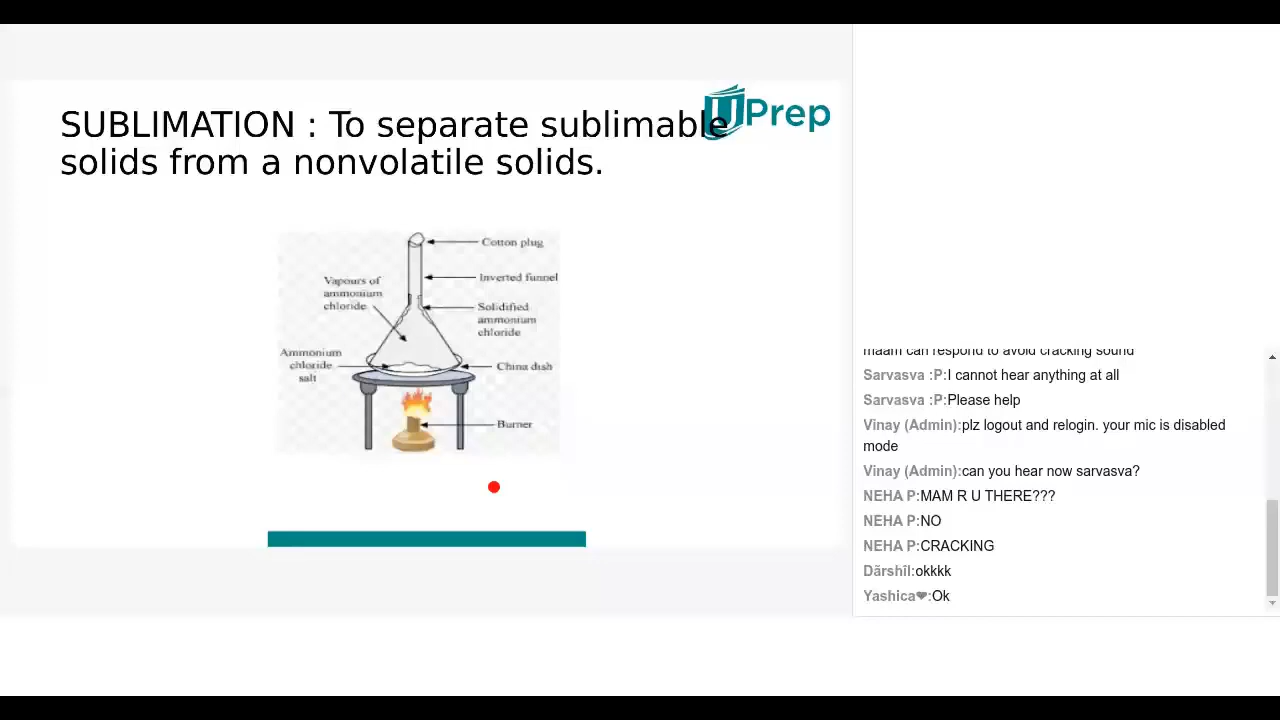 SUBLIMATION : To separate sublimable
solids from a nonvolatile solids.
UPrep
Cotton plug
Inverted funnel
Vapours of
ammonium
chloride
Solidified
ammonium
chloride
Ammonium
chloride
salt
China dish
Burner
maam can respond to avoid cracking sound
Sarvasva :P:I cannot hear anything at all
Sarvasva :P:Please help
Vinay (Admin):plz logout and relogin. your mic is disabled
mode
Vinay (Admin):can you hear now sarvasva?
NEHA P:MAM R U THERE???
NEHA P:NO
NEHA P:CRACKING
Dãrshîl:okkkk
Yashica❤:Ok